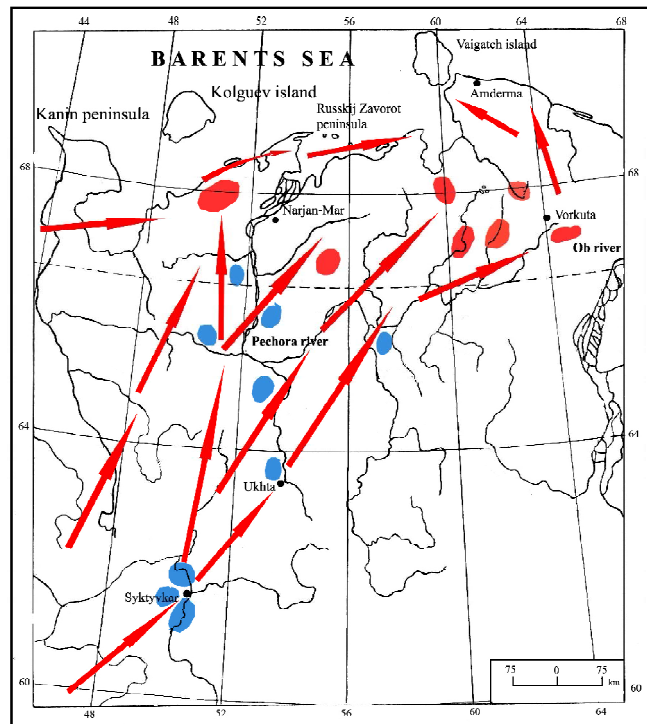 44 48 52 56 60 64 68
Vaigatch island
BARENTS SEA
Amderma
Kolguev island
Kanin peninsula
Russkij Zavorot
peninsula
68 68
Narjan-Mar
Vorkuta
Ob river
Pechora river
64 64
Ukhta
Syktyvkar
75 0 75
km
60 60
48 52 56 60 64